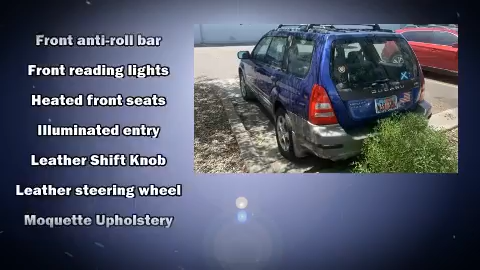 Front anti-roll bar
Front reading lights
Heated front seats
Illuminated entry
Leather Shift Knob
Leather steering wheel
Moquette Upholstery
SUBARU